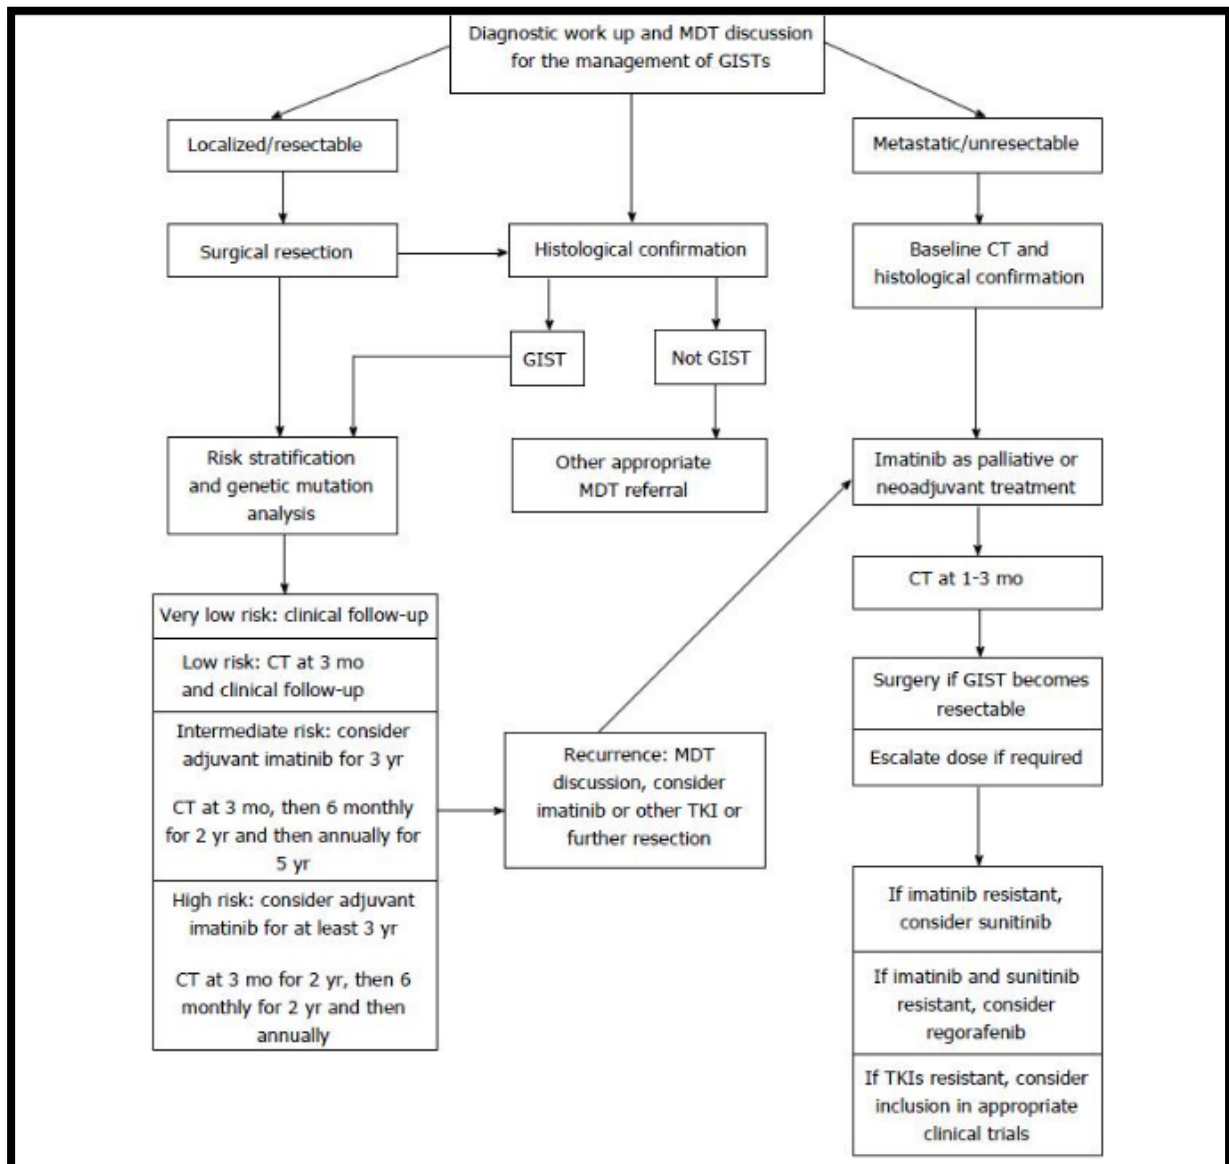 Diagnostic work up and MDT discussion
for the management of GISTs
Localized/resectable
Metastatic/unresectable
Surgical resection
Histological confirmation
Baseline CT and
histological confirmation
GIST
Not GIST
Risk stratification
and genetic mutation
analysis
Other appropriate
MDT referral
Imatinib as palliative or
neoadjuvant treatment
CT at 1-3 mo
Very low risk: clinical follow-up
Low risk: CT at 3 mo
and clinical follow-up
Intermediate risk: consider
adjuvant imatinib for 3 yr
CT at 3 mo, then 6 monthly
for 2 yr and then annually for
5 yr
High risk: consider adjuvant
imatinib for at least 3 yr
CT at 3 mo for 2 yr, then 6
monthly for 2 yr and then
annually
Recurrence: MDT
discussion, consider
imatinib or other TKI or
further resection
Surgery if GIST becomes
resectable
Escalate dose if required
If imatinib resistant,
consider sunitinib
If imatinib and sunitinib
resistant, consider
regorafenib
If TKIs resistant, consider
inclusion in appropriate
clinical trials